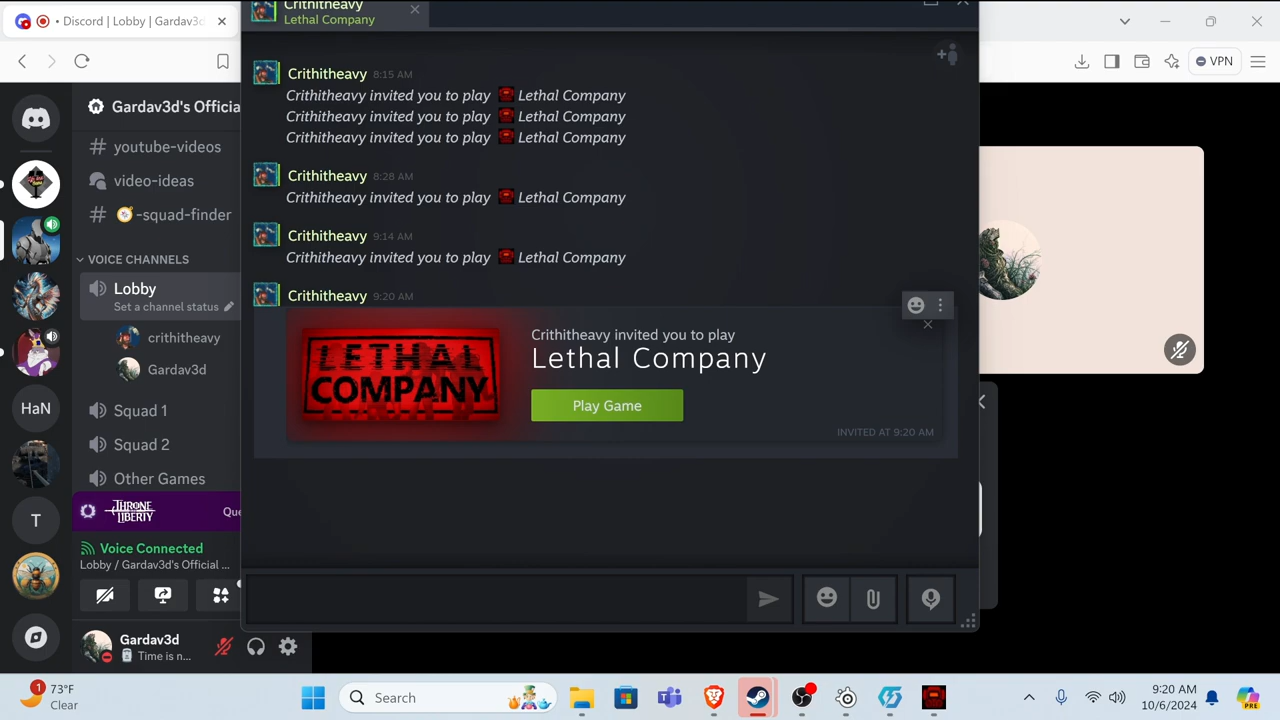 • Discord | Lobby | Gardav3d's
Crithitheavy
Lethal Company
VPN
Gardav3d's Officia
# youtube-videos
video-ideas
# 🧭-squad-finder
VOICE CHANNELS
Lobby
Set a channel status
crithitheavy
Gardav3d
HaN
Squad 1
Squad 2
Other Games
T
THRONE
LIBERTY
Que
Voice Connected
Lobby / Gardav3d's Official ...
Gardav3d
Time is n...
Crithitheavy 8:15 AM
Crithitheavy invited you to play Lethal Company
Crithitheavy invited you to play Lethal Company
Crithitheavy invited you to play Lethal Company
Crithitheavy 8:28 AM
Crithitheavy invited you to play Lethal Company
Crithitheavy 9:14 AM
Crithitheavy invited you to play Lethal Company
Crithitheavy 9:20 AM
LETHAL
COMPANY
Crithitheavy invited you to play
Lethal Company
Play Game
INVITED AT 9:20 AM
1
73°F
Clear
Search
9:20 AM
10/6/2024
PRE